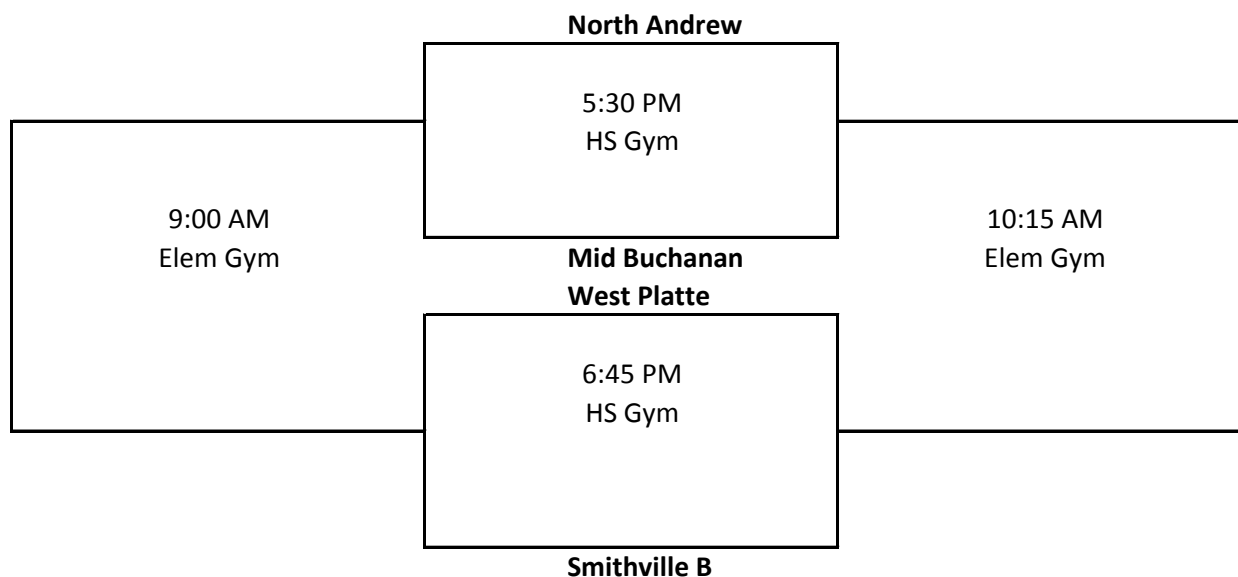 North Andrew
5:30 PM
HS Gym
9:00 AM
Elem Gym
10:15 AM
Elem Gym
Mid Buchanan
West Platte
6:45 PM
HS Gym
Smithville B